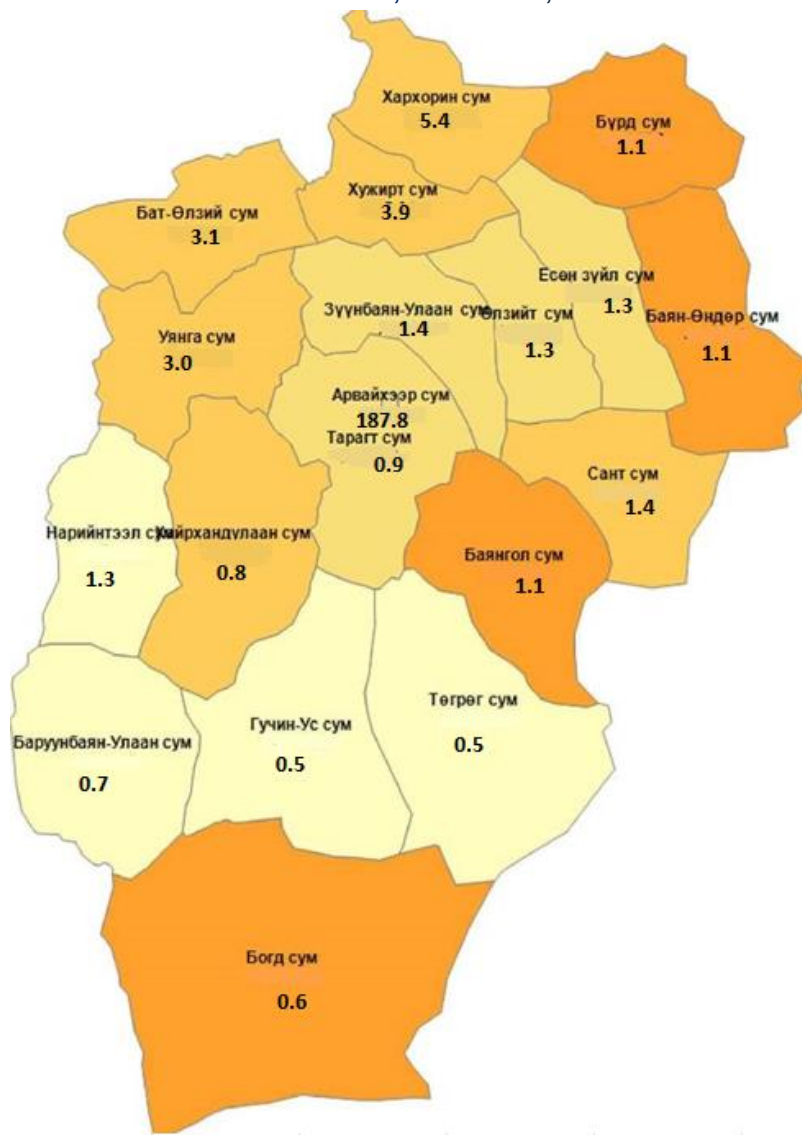 Хархорин сум
5.4
Бүрд сум
1.1
Хужирт сум
3.9
Бат-Өлзий сум
3.1
Есөн зүйл сум
1.3
Зүүнбаян-Улаан сум
1.4
Өлзийт сум
1.3
Баян-Өндөр сум
1.1
Уянга сум
3.0
Арвайхээр сум
187.8
Тарагт сум
0.9
Сант сум
1.4
Нарийнтээл сум
1.3
Хайрхандулаан сум
0.8
Баянгол сум
1.1
Төгрөг сум
0.5
Гучин-Ус сум
0.5
Баруунбаян-Улаан сум
0.7
Богд сум
0.6